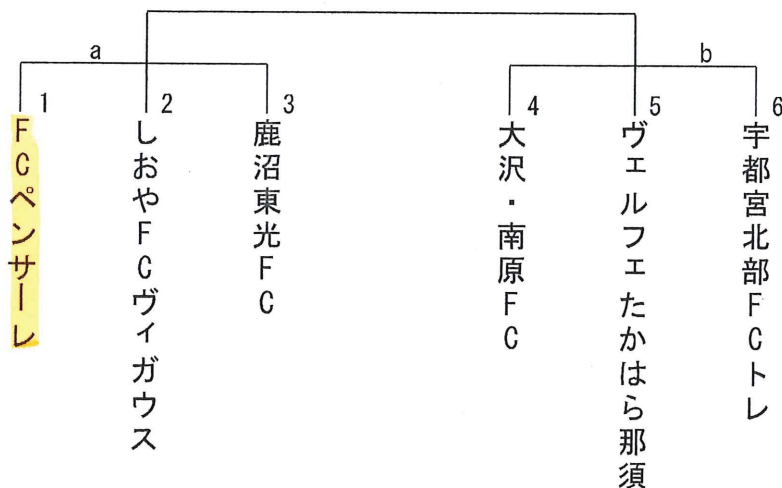 a
b
1
FCペンサーレ
2
しおやFCヴィガウス
3
鹿沼東光FC
4
大沢・南原FC
5
ヴェルフェたかはら那須
6
宇都宮北部FCトレ